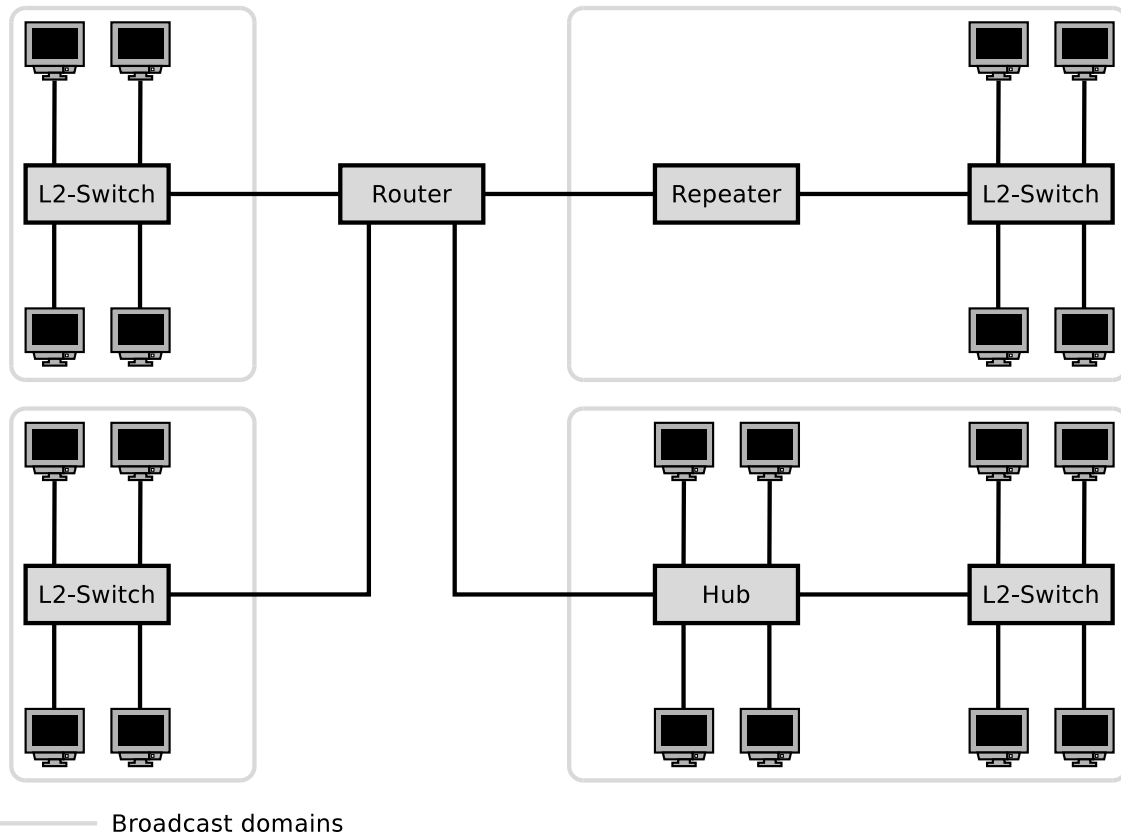 L2-Switch
Router
Repeater
L2-Switch
L2-Switch
Hub
L2-Switch
Broadcast domains